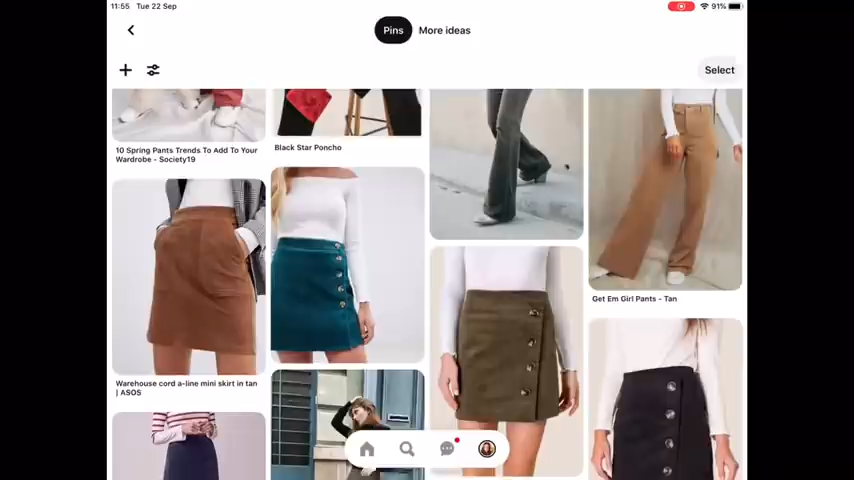 11:55 Tue 22 Sep
91%
Pins
More ideas
Select
10 Spring Pants Trends To Add To Your
Wardrobe - Society19
Black Star Poncho
Get Em Girl Pants - Tan
Warehouse cord a-line mini skirt in tan
| ASOS